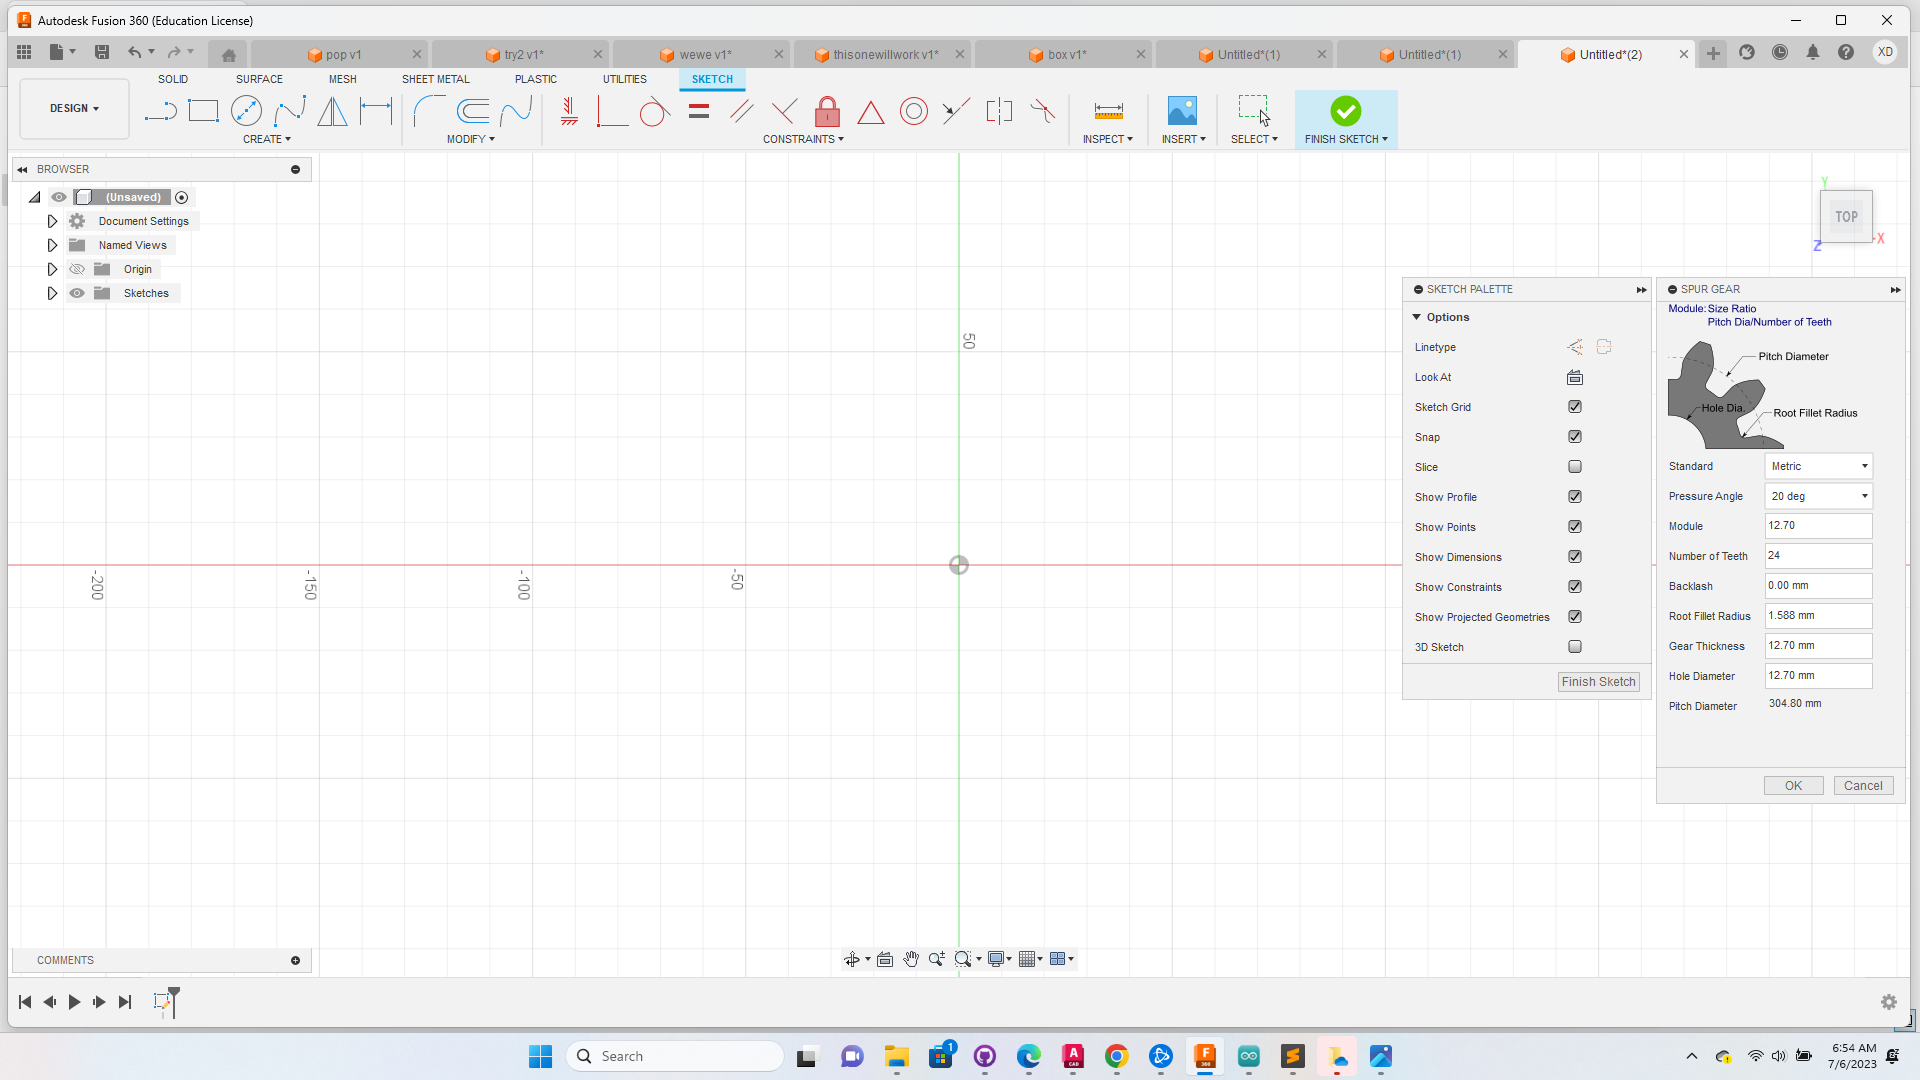 Autodesk Fusion 360 (Education License)
pop v1
try2 v1*
wewe v1*
thisonewillwork v1*
box v1*
Untitled*(1)
Untitled*(1)
Untitled*(2)
XD
DESIGN
SOLID
SURFACE
MESH
SHEET METAL
PLASTIC
UTILITIES
SKETCH
CREATE
MODIFY
CONSTRAINTS
INSPECT
INSERT
SELECT
FINISH SKETCH
BROWSER
(Unsaved)
Document Settings
Named Views
Origin
Sketches
50
-200
-150
-100
-50
Y
TOP
Z
X
SKETCH PALETTE
Options
Linetype
Look At
Sketch Grid
Snap
Slice
Show Profile
Show Points
Show Dimensions
Show Constraints
Show Projected Geometries
3D Sketch
Finish Sketch
SPUR GEAR
Module: Size Ratio
Pitch Dia/Number of Teeth
Pitch Diameter
Hole Dia.
Root Fillet Radius
Standard Metric
Pressure Angle 20 deg
Module 12.70
Number of Teeth 24
Backlash 0.00 mm
Root Fillet Radius 1.588 mm
Gear Thickness 12.70 mm
Hole Diameter 12.70 mm
Pitch Diameter 304.80 mm
OK Cancel
COMMENTS
Search
1
A
CAD
F
360
6:54 AM
7/6/2023